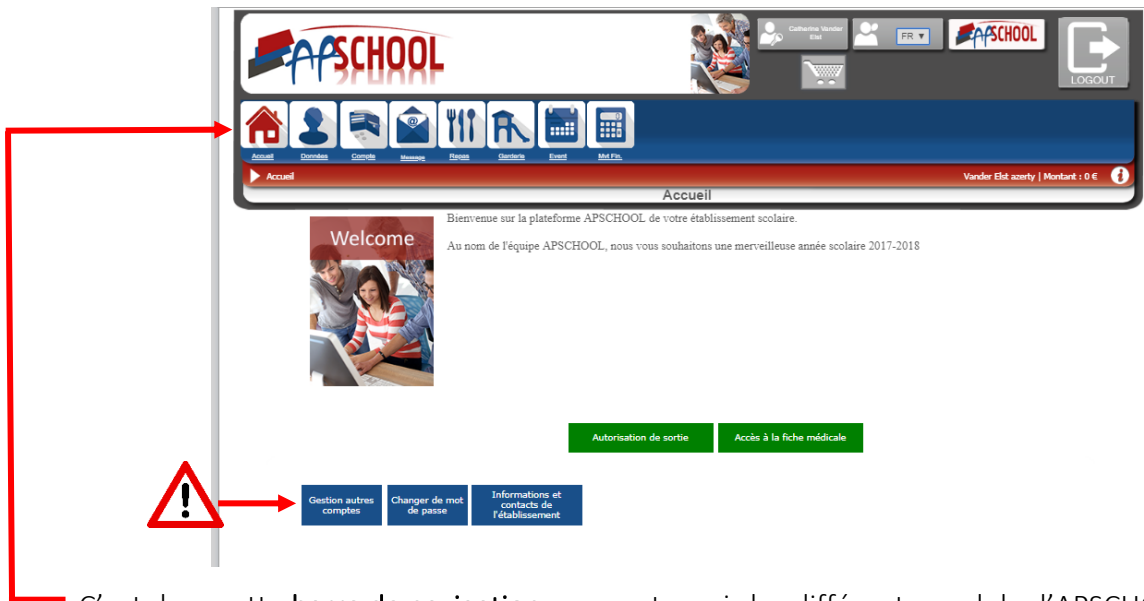 APSCHOOL
Catherine Vander
Elst
FR ▼
APSCHOOL
LOGOUT
Accueil Données Compte Message Repas Garderie Event Mvt Fin.
Accueil
Vander Elst azerty | Montant : 0 €
Accueil
Welcome
Bienvenue sur la plateforme APSCHOOL de votre établissement scolaire.
Au nom de l'équipe APSCHOOL, nous vous souhaitons une merveilleuse année scolaire 2017-2018
Autorisation de sortie
Accès à la fiche médicale
Gestion autres
comptes
Changer de mot
de passe
Informations et
contacts de
l'établissement